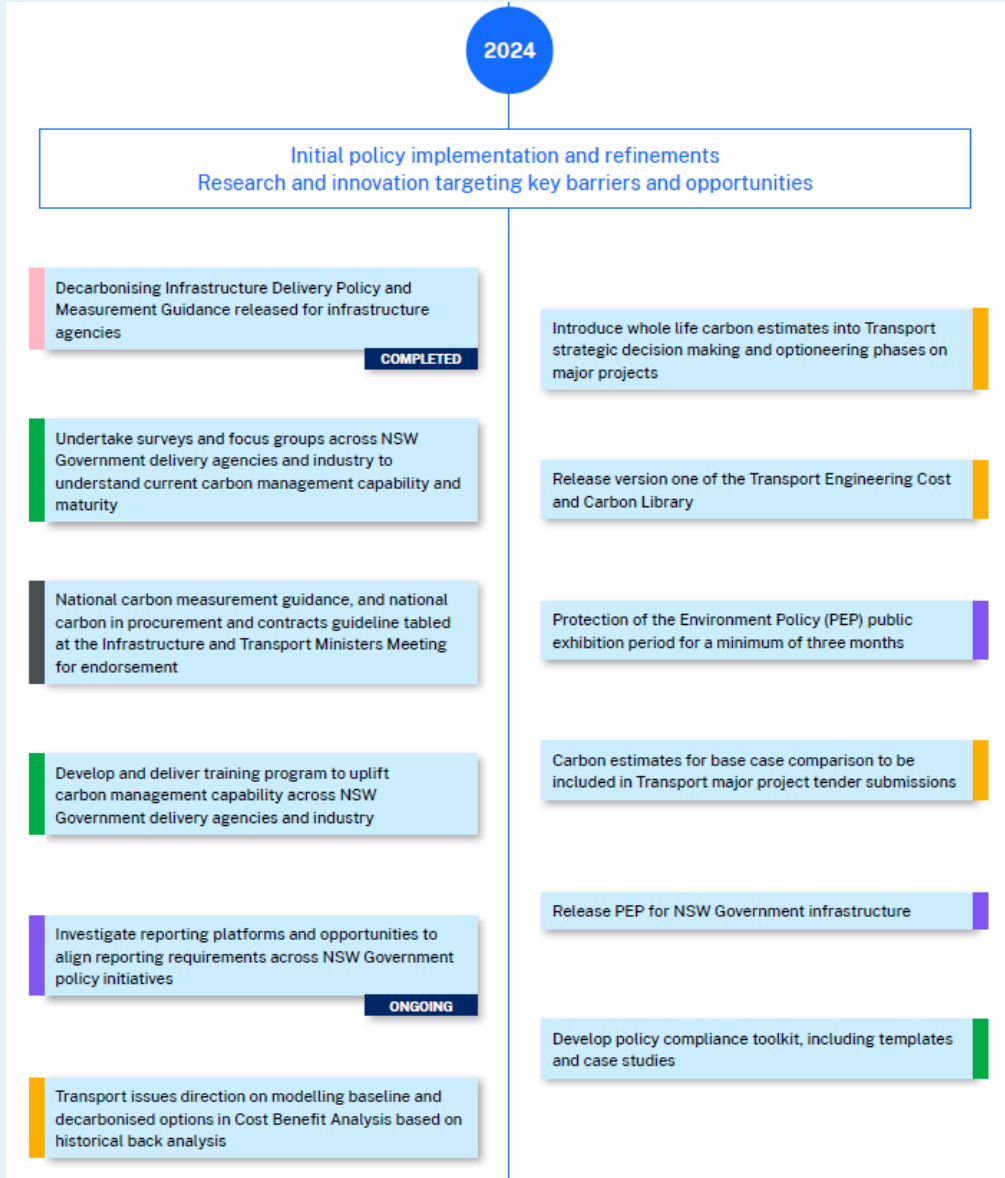 2024
Initial policy implementation and refinements
Research and innovation targeting key barriers and opportunities
Decarbonising Infrastructure Delivery Policy and
Measurement Guidance released for infrastructure
agencies
COMPLETED
Undertake surveys and focus groups across NSW
Government delivery agencies and industry to
understand current carbon management capability and
maturity
National carbon measurement guidance, and national
carbon in procurement and contracts guideline tabled
at the Infrastructure and Transport Ministers Meeting
for endorsement
Develop and deliver training program to uplift
carbon management capability across NSW
Government delivery agencies and industry
Investigate reporting platforms and opportunities to
align reporting requirements across NSW Government
policy initiatives
ONGOING
Transport issues direction on modelling baseline and
decarbonised options in Cost Benefit Analysis based on
historical back analysis
Introduce whole life carbon estimates into Transport
strategic decision making and optioneering phases on
major projects
Release version one of the Transport Engineering Cost
and Carbon Library
Protection of the Environment Policy (PEP) public
exhibition period for a minimum of three months
Carbon estimates for base case comparison to be
included in Transport major project tender submissions
Release PEP for NSW Government infrastructure
Develop policy compliance toolkit, including templates
and case studies